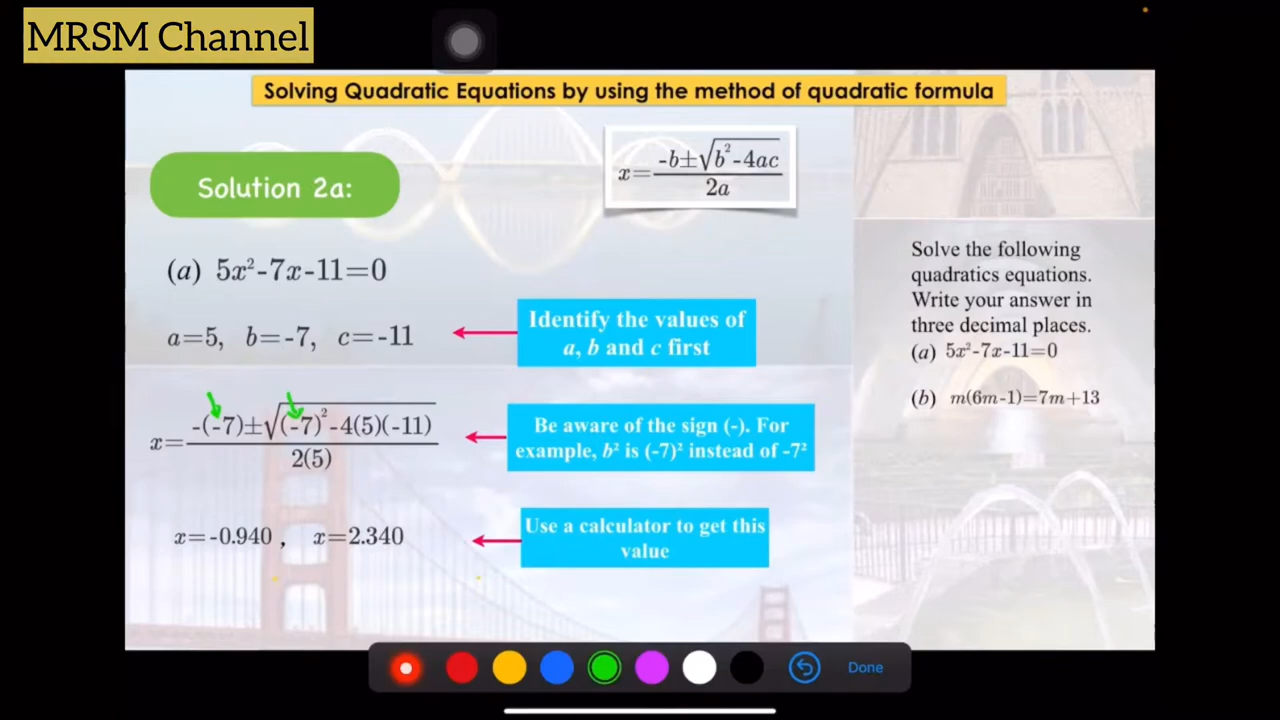 MRSM Channel
Solving Quadratic Equations by using the method of quadratic formula
x=-b±√b²-4ac
2a
Solution 2a:
(a) 5x²-7x-11=0
a=5, b=-7, c=-11
Identify the values of
a, b and c first
x=-(-7)±√(-7)²-4(5)(-11)
2(5)
Be aware of the sign (-). For
example, b² is (-7)² instead of -7²
x=-0.940 , x=2.340
Use a calculator to get this
value
Solve the following
quadratics equations.
Write your answer in
three decimal places.
(a) 5x²-7x-11=0
(b) m(6m-1)=7m+13
Done